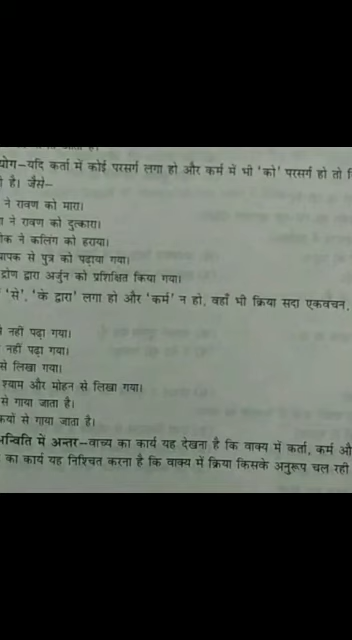 योग–यदि कर्ता में कोई परसर्ग लगा हो और कर्म में भी 'को' परसर्ग हो तो
है। जैसे–
ने रावण को मारा।
ने रावण को दुत्कारा।
ने कलिंग को हराया।
से पुत्र को पढ़ाया गया।
द्रोण द्वारा अर्जुन को प्रशिक्षित किया गया।
'से', 'के द्वारा' लगा हो और 'कर्म' न हो, वहाँ भी क्रिया सदा एकवचन,
नहीं पढ़ा गया।
नहीं पढ़ा गया।
से लिखा गया।
श्याम और मोहन से लिखा गया।
से गाया जाता है।
से गाया जाता है।
अन्विति में अन्तर–वाच्य का कार्य यह देखना है कि वाक्य में कर्ता, कर्म
का कार्य यह निश्चित करना है कि वाक्य में क्रिया किसके अनुरूप चल रही